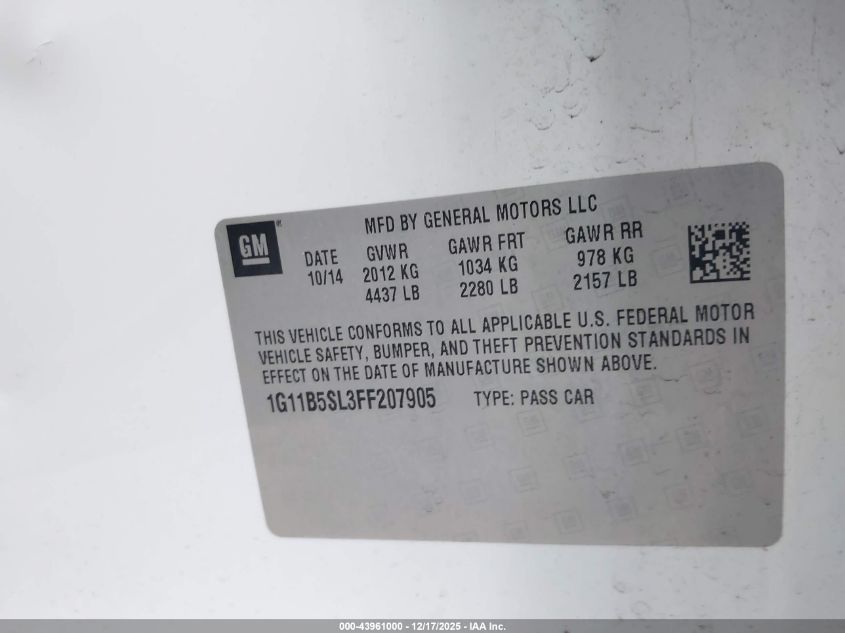 GM
MFD BY GENERAL MOTORS LLC
DATE GVWR GAWR FRT GAWR RR
10/14 2012 KG 1034 KG 978 KG
4437 LB 2280 LB 2157 LB
THIS VEHICLE CONFORMS TO ALL APPLICABLE U.S. FEDERAL MOTOR
VEHICLE SAFETY, BUMPER, AND THEFT PREVENTION STANDARDS IN
EFFECT ON THE DATE OF MANUFACTURE SHOWN ABOVE.
1G11B5SL3FF207905 TYPE: PASS CAR
000-43961000 - 12/17/2025 - IAA Inc.